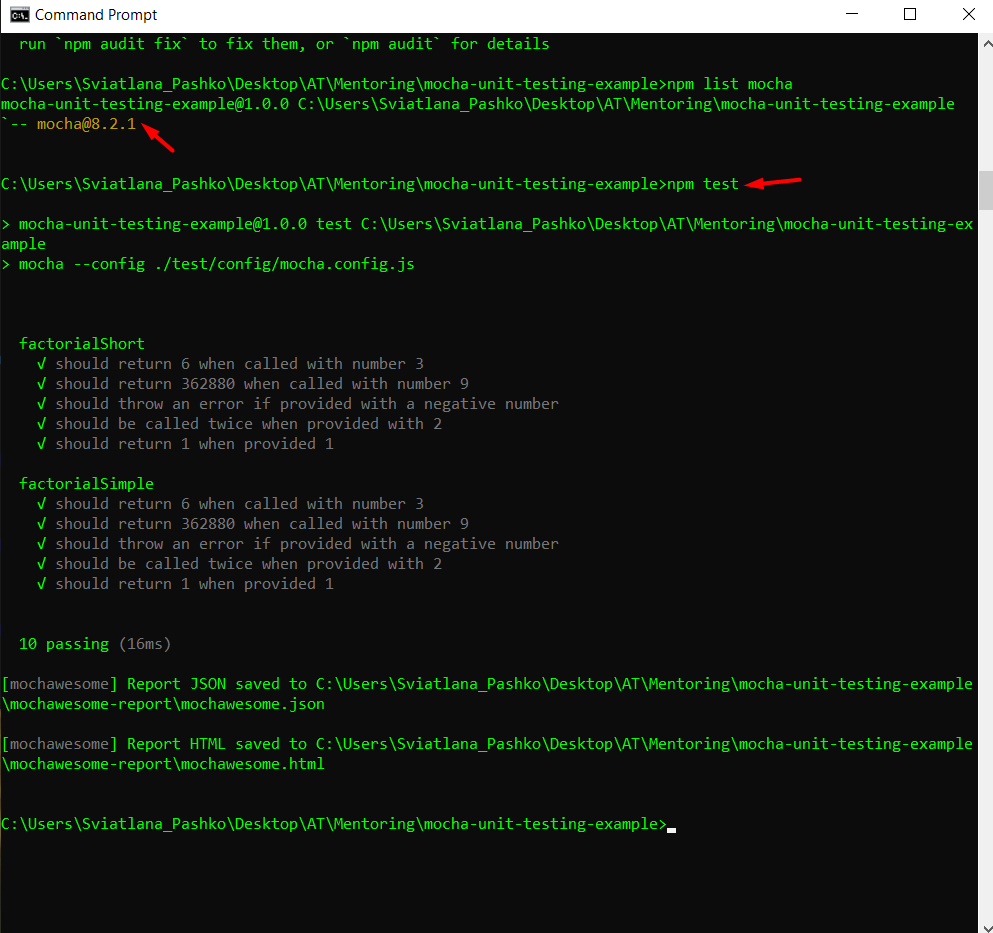 Command Prompt
run `npm audit fix` to fix them, or `npm audit` for details
C:\Users\Sviatlana_Pashko\Desktop\AT\Mentoring\mocha-unit-testing-example>npm list mocha
mocha-unit-testing-example@1.0.0 C:\Users\Sviatlana_Pashko\Desktop\AT\Mentoring\mocha-unit-testing-example
`-- mocha@8.2.1
C:\Users\Sviatlana_Pashko\Desktop\AT\Mentoring\mocha-unit-testing-example>npm test
> mocha-unit-testing-example@1.0.0 test C:\Users\Sviatlana_Pashko\Desktop\AT\Mentoring\mocha-unit-testing-ex
ample
> mocha --config ./test/config/mocha.config.js
factorialShort
√ should return 6 when called with number 3
√ should return 362880 when called with number 9
√ should throw an error if provided with a negative number
√ should be called twice when provided with 2
√ should return 1 when provided 1
factorialSimple
√ should return 6 when called with number 3
√ should return 362880 when called with number 9
√ should throw an error if provided with a negative number
√ should be called twice when provided with 2
√ should return 1 when provided 1
10 passing (16ms)
[mochawesome] Report JSON saved to C:\Users\Sviatlana_Pashko\Desktop\AT\Mentoring\mocha-unit-testing-example
\mochawesome-report\mochawesome.json
[mochawesome] Report HTML saved to C:\Users\Sviatlana_Pashko\Desktop\AT\Mentoring\mocha-unit-testing-example
\mochawesome-report\mochawesome.html
C:\Users\Sviatlana_Pashko\Desktop\AT\Mentoring\mocha-unit-testing-example>